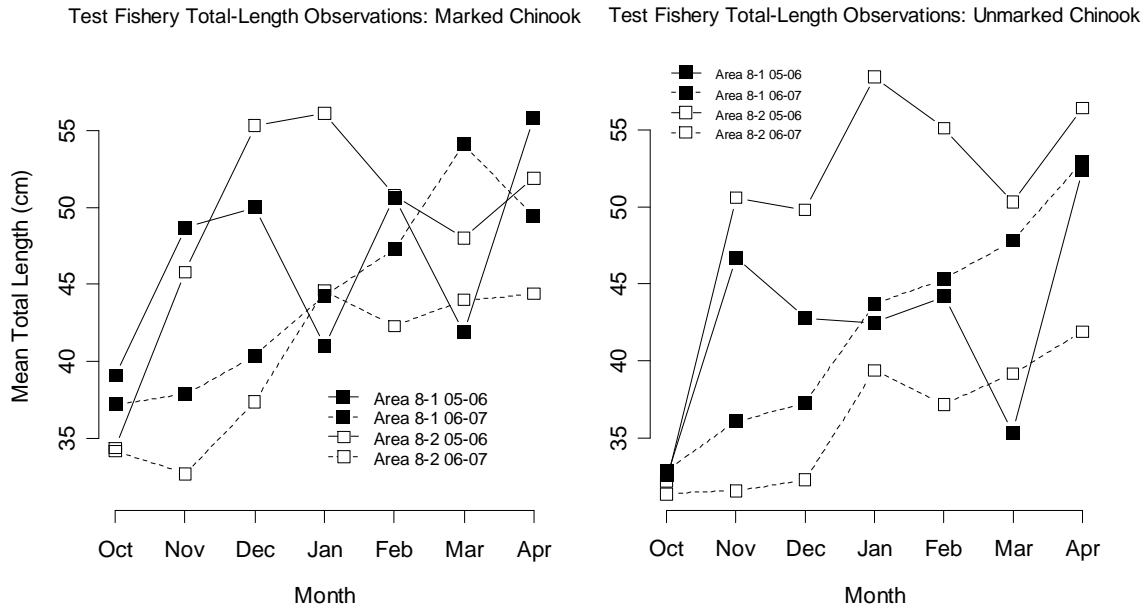 Test Fishery Total-Length Observations: Marked Chinook
Mean Total Length (cm)
55
50
45
40
35
Area 8-1 05-06
Area 8-1 06-07
Area 8-2 05-06
Area 8-2 06-07
Oct Nov Dec Jan Feb Mar Apr
Month
Test Fishery Total-Length Observations: Unmarked Chinook
Area 8-1 05-06
Area 8-1 06-07
Area 8-2 05-06
Area 8-2 06-07
55
50
45
40
35
Oct Nov Dec Jan Feb Mar Apr
Month